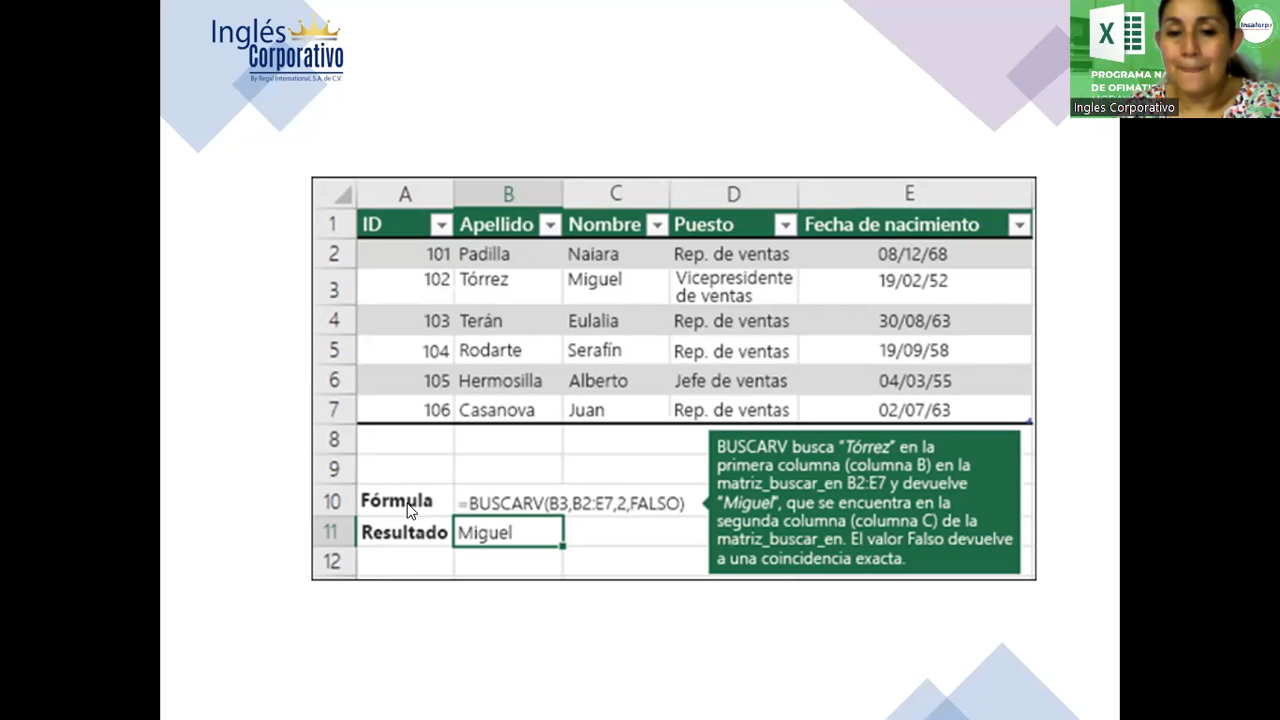 Inglés
Corporativo
By Regal International, S.A. de C.V.
X
Insaforp
PROGRAMA NA
DE OFIMATI
Ingles Corporativo
A B C D E
1 ID Apellido Nombre Puesto Fecha de nacimiento
2 101 Padilla Naiara Rep. de ventas 08/12/68
3 102 Tórrez Miguel Vicepresidente de ventas 19/02/52
4 103 Terán Eulalia Rep. de ventas 30/08/63
5 104 Rodarte Serafín Rep. de ventas 19/09/58
6 105 Hermosilla Alberto Jefe de ventas 04/03/55
7 106 Casanova Juan Rep. de ventas 02/07/63
8
9
10 Fórmula =BUSCARV(B3,B2:E7,2,FALSO)
11 Resultado Miguel
12
BUSCARV busca "Tórrez" en la
primera columna (columna B) en la
matriz_buscar_en B2:E7 y devuelve
"Miguel", que se encuentra en la
segunda columna (columna C) de la
matriz_buscar_en. El valor Falso devuelve
a una coincidencia exacta.